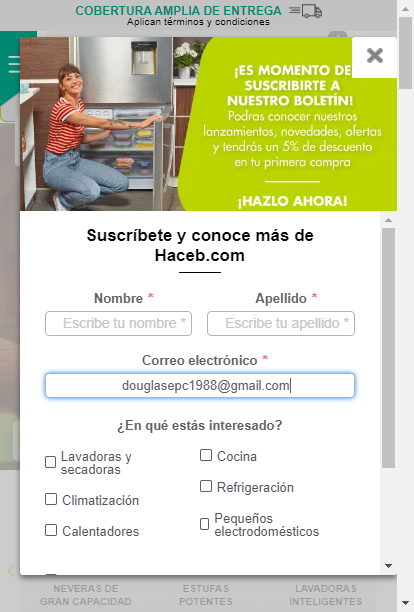 COBERTURA AMPLIA DE ENTREGA
Aplican términos y condiciones
¡ES MOMENTO DE
SUSCRIBIRTE A
NUESTRO BOLETÍN!
Podras conocer nuestros
lanzamientos, novedades, ofertas
y tendrás un 5% de descuento
en tu primera compra
¡HAZLO AHORA!
Suscríbete y conoce más de
Haceb.com
Nombre * Apellido *
Escribe tu nombre * Escribe tu apellido *
Correo electrónico *
douglasepc1988@gmail.com
¿En qué estás interesado?
Lavadoras y
secadoras
Cocina
Climatización
Refrigeración
Calentadores
Pequeños
electrodomésticos
NEVERAS DE
GRAN CAPACIDAD
ESTUFAS
POTENTES
LAVADORAS
INTELIGENTES